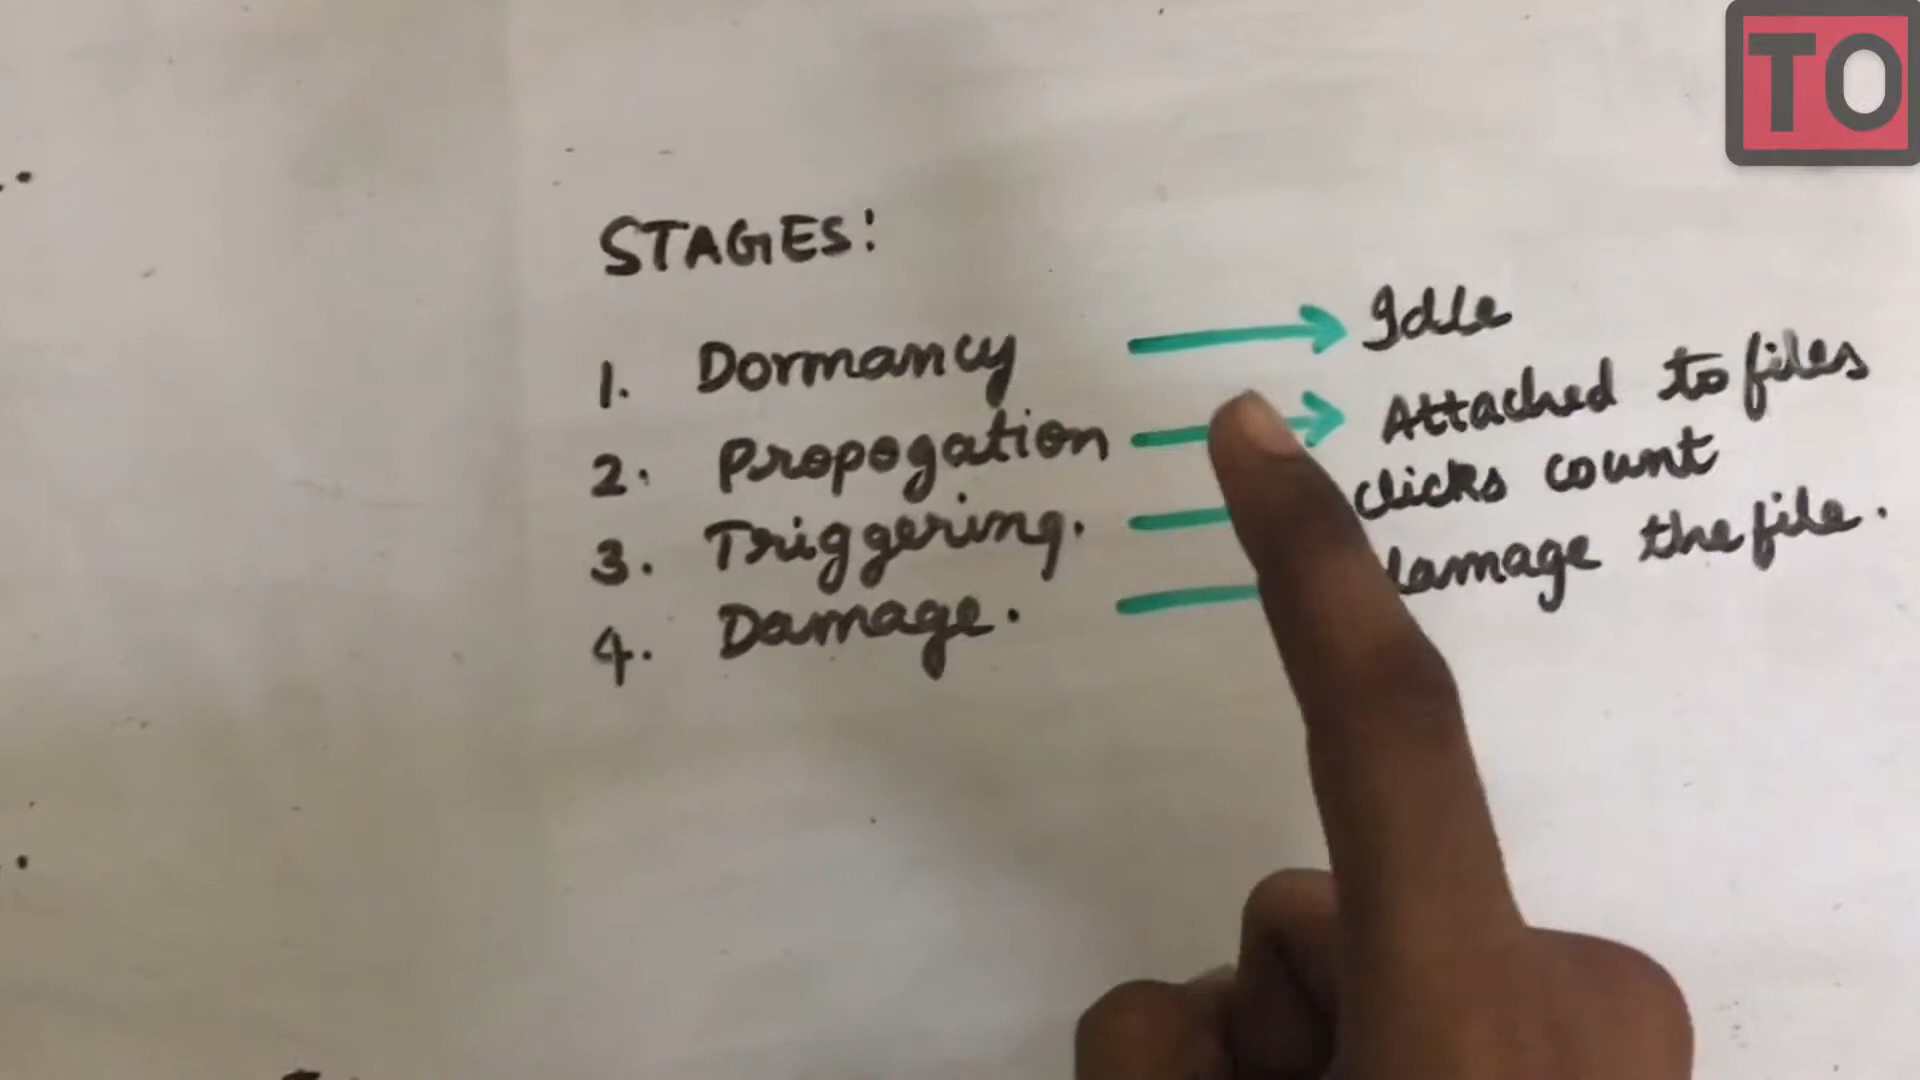 TO
STAGES:
1. Dormancy → Idle
2. Propogation → Attached to files
3. Triggering. clicks count
4. Damage. damage the file.